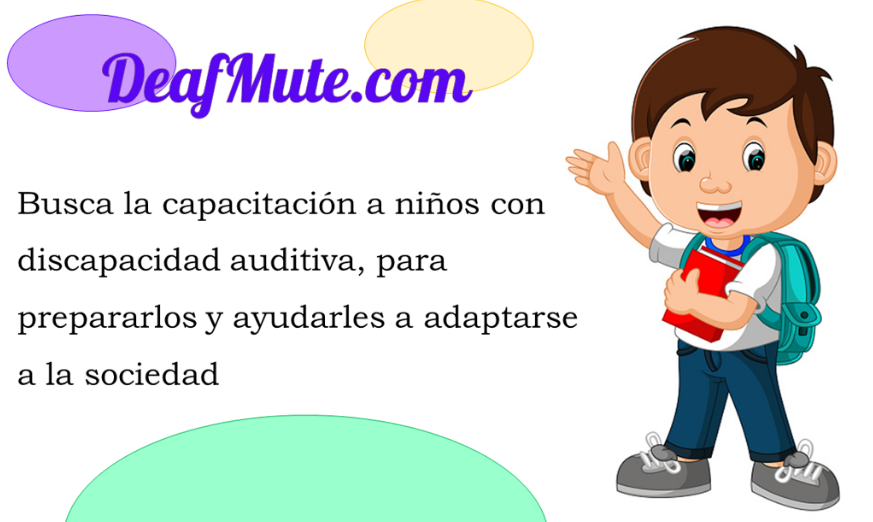 DeafMute.com
Busca la capacitación a niños con
discapacidad auditiva, para
prepararlos y ayudarles a adaptarse
a la sociedad